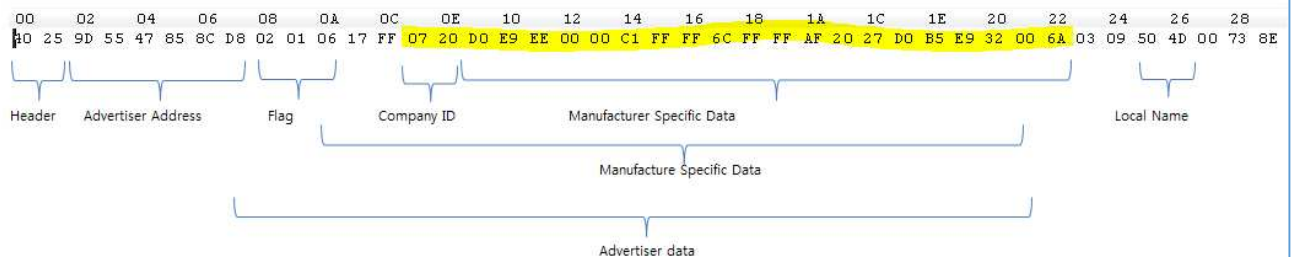 00 02 04 06 08 0A 0C 0E 10 12 14 16 18 1A 1C 1E 20 22 24 26 28
40 25 9D 55 47 85 8C D8 02 01 06 17 FF 07 20 D0 E9 EE 00 00 C1 FF FF 6C FF FF AF 20 27 D0 B5 E9 32 00 6A 03 09 50 4D 00 73 8E
Header Advertiser Address Flag Company ID Manufacturer Specific Data Local Name
Manufacture Specific Data
Advertiser data